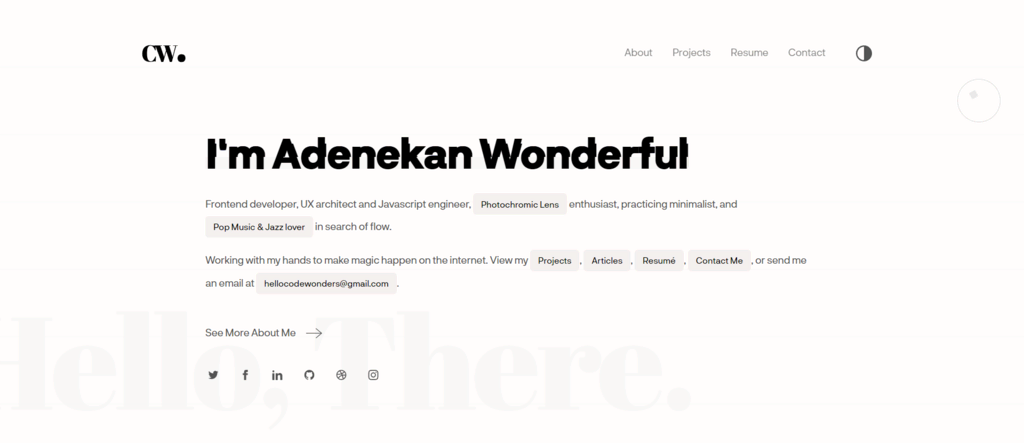 CW.
About Projects Resume Contact
I'm Adenekan Wonderful
Frontend developer, UX architect and Javascript engineer, Photochromic Lens enthusiast, practicing minimalist, and
Pop Music & Jazz lover in search of flow.
Working with my hands to make magic happen on the internet. View my Projects , Articles , Resumé , Contact Me , or send me
an email at hellocodewonders@gmail.com .
See More About Me
Hello, There.